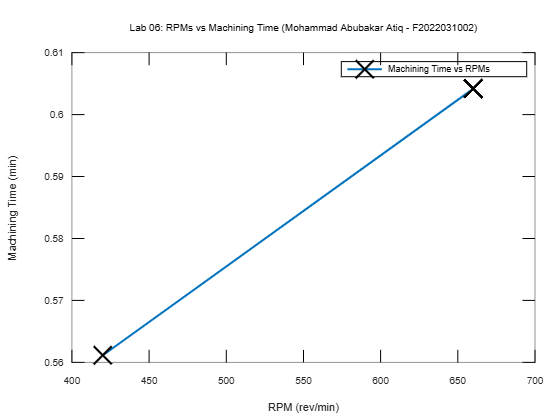 Lab 06: RPMs vs Machining Time (Mohammad Abubakar Atiq - F2022031002)
0.61
Machining Time vs RPMs
0.6
0.59
Machining Time (min)
0.58
0.57
0.56
400 450 500 550 600 650 700
RPM (rev/min)